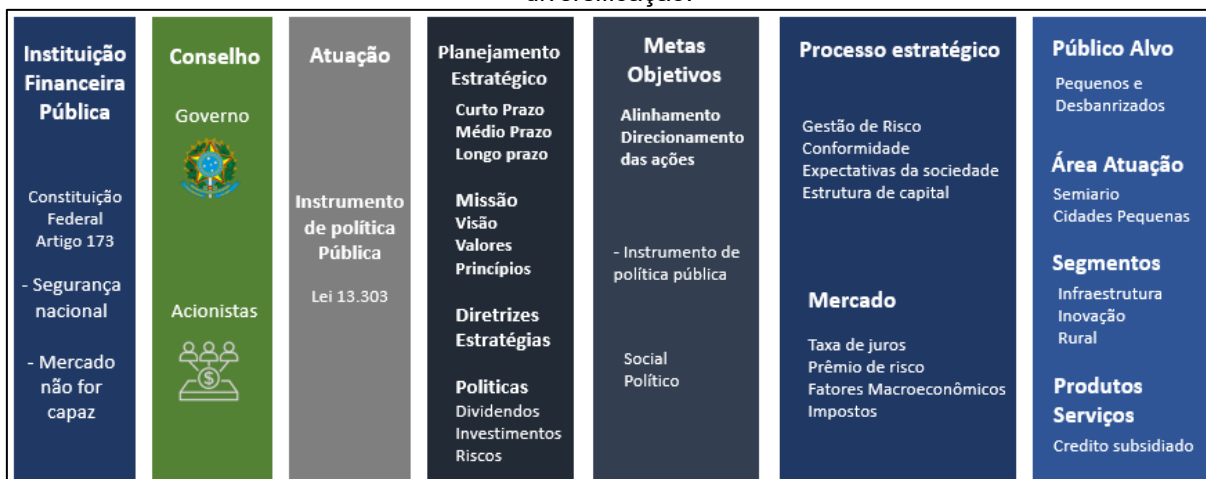 diversificação.
Instituição
Financeira
Pública
Constituição
Federal
Artigo 173
- Segurança
nacional
- Mercado
não for
capaz
Conselho
Governo
Acionistas
Atuação
Instrumento
de política
Pública
Lei 13.303
Planejamento
Estratégico
Curto Prazo
Médio Prazo
Longo prazo
Missão
Visão
Valores
Princípios
Diretrizes
Estratégias
Politicas
Dividendos
Investimentos
Riscos
Metas
Objetivos
Alinhamento
Direcionamento
das ações
- Instrumento de
política pública
Social
Político
Processo estratégico
Gestão de Risco
Conformidade
Expectativas da sociedade
Estrutura de capital
Mercado
Taxa de juros
Prêmio de risco
Fatores Macroeconômicos
Impostos
Público Alvo
Pequenos e
Desbanrizados
Área Atuação
Semiario
Cidades Pequenas
Segmentos
Infraestrutura
Inovação
Rural
Produtos
Serviços
Credito subsidiado